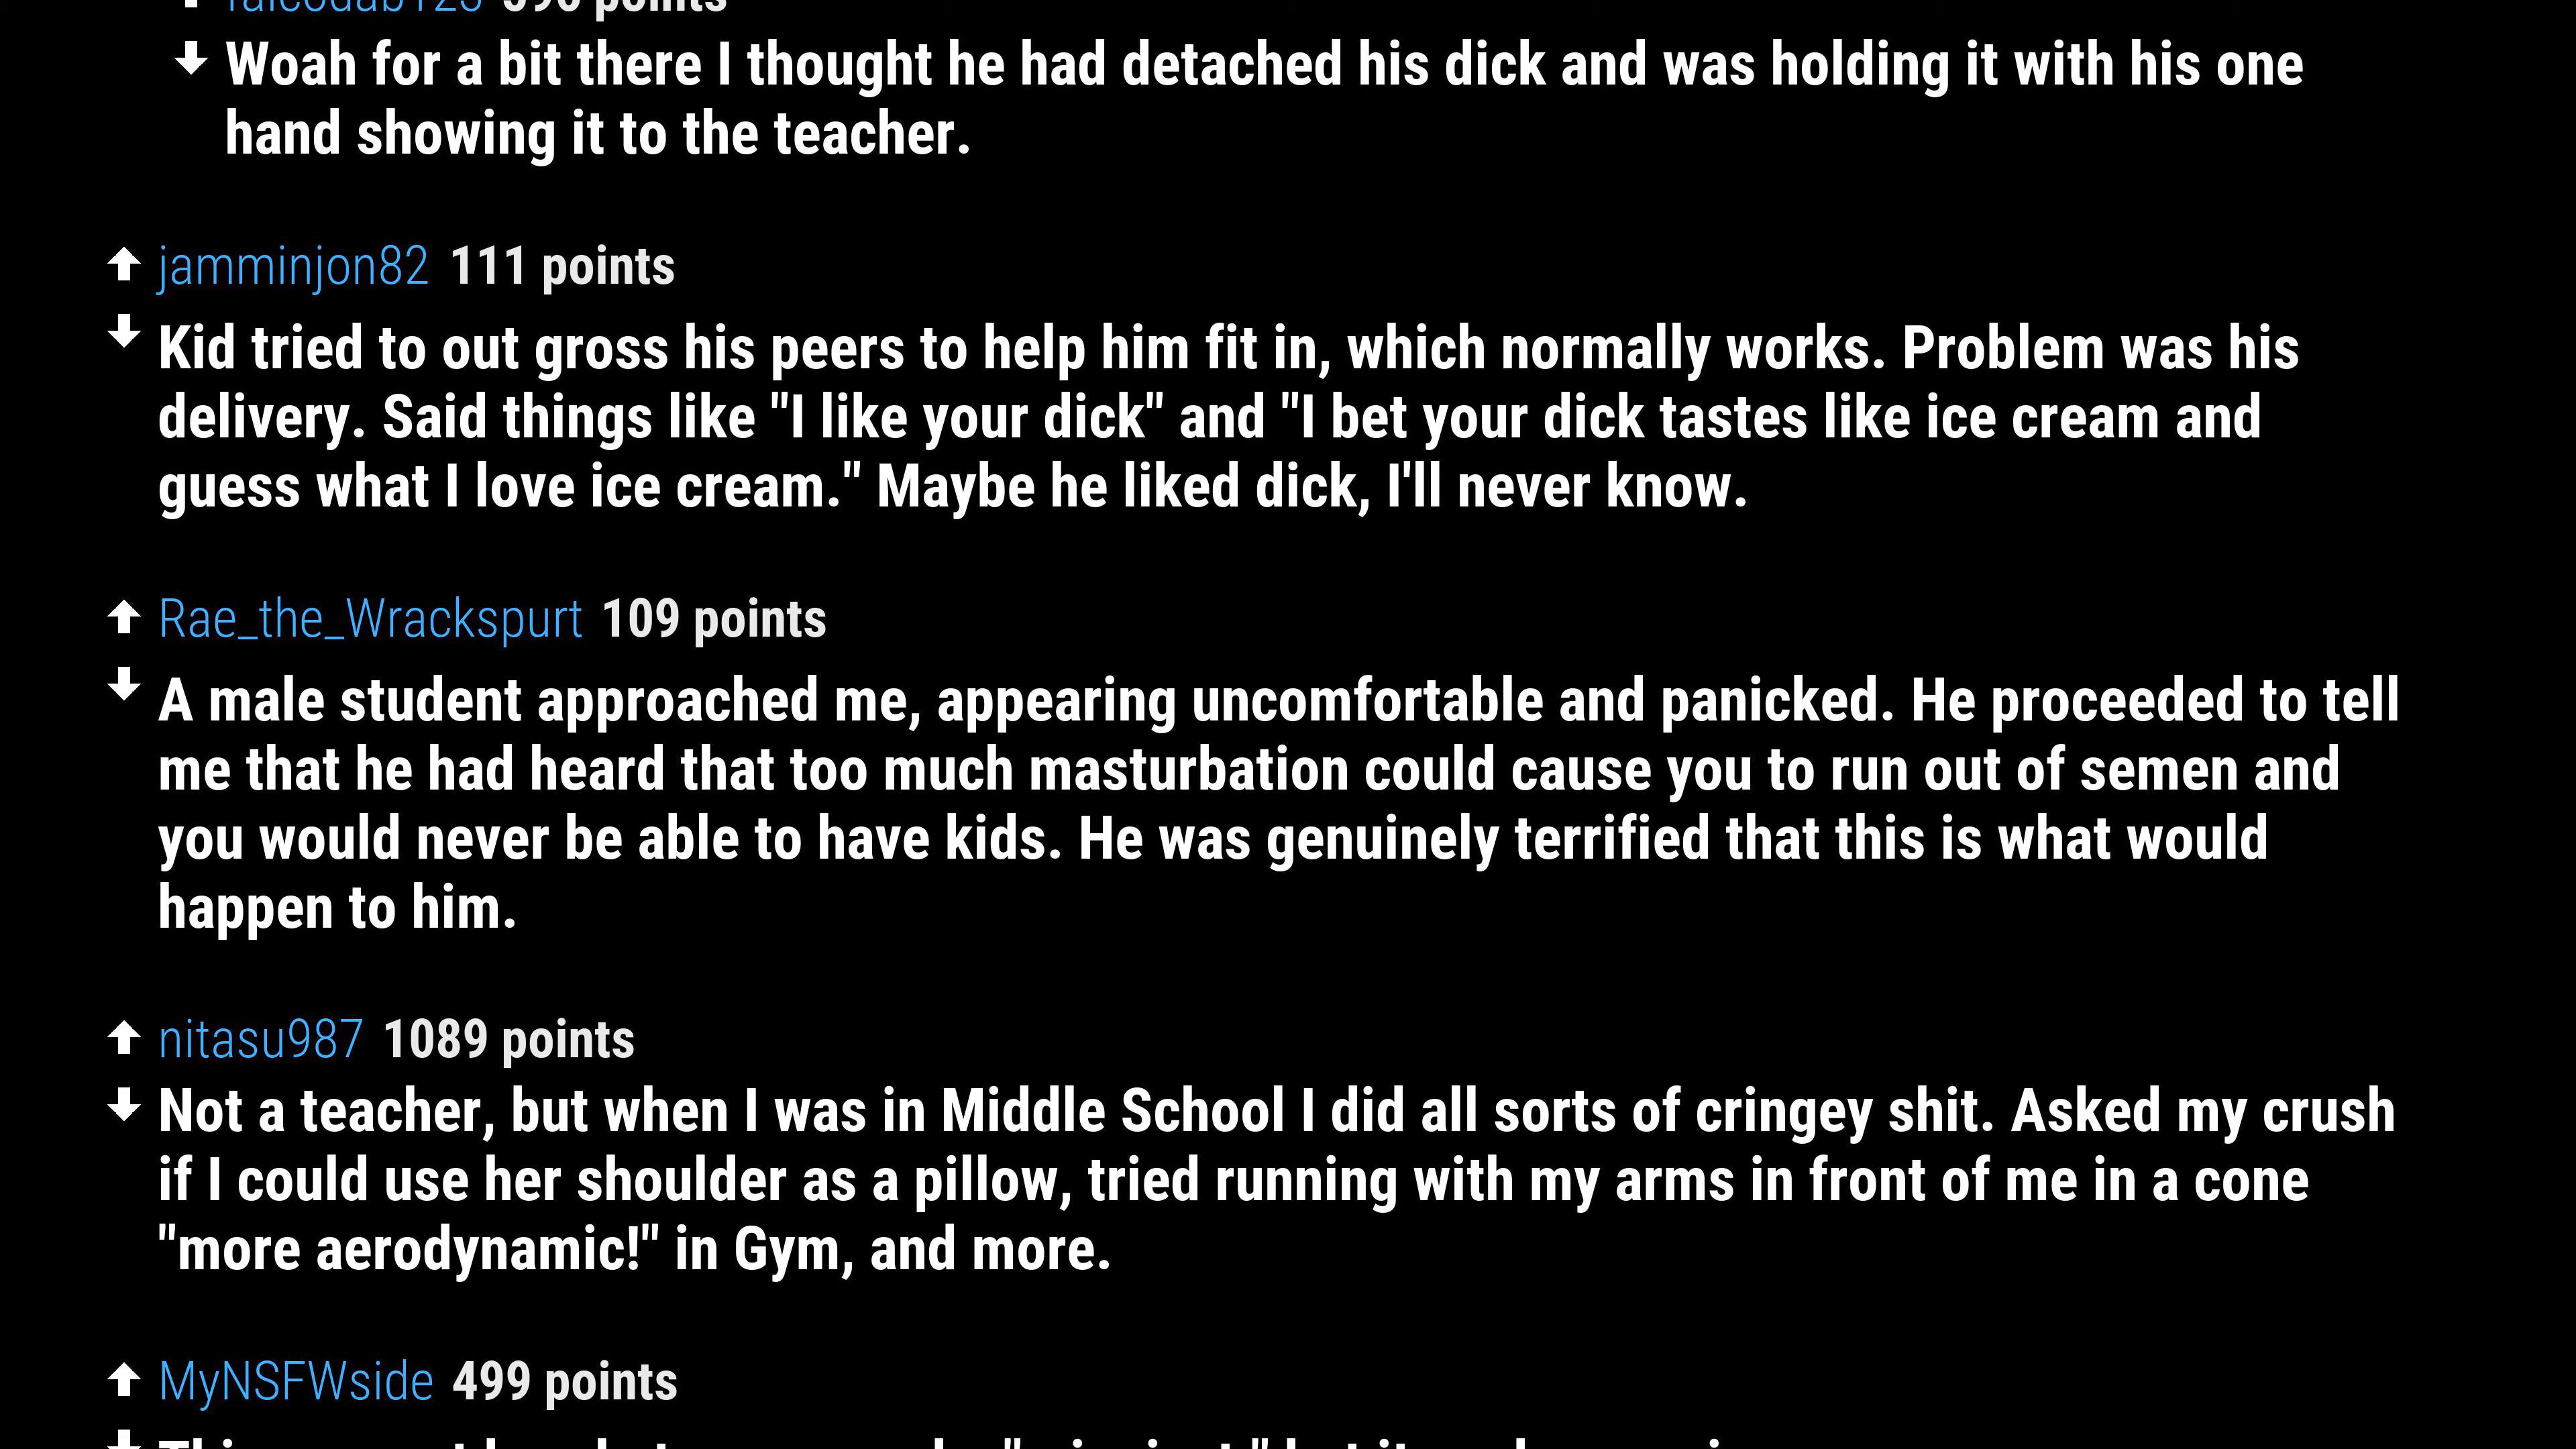 points
Woah for a bit there I thought he had detached his dick and was holding it with his one
hand showing it to the teacher.
jamminjon82 111 points
Kid tried to out gross his peers to help him fit in, which normally works. Problem was his
delivery. Said things like "I like your dick" and "I bet your dick tastes like ice cream and
guess what I love ice cream." Maybe he liked dick, I'll never know.
Rae_the_Wrackspurt 109 points
A male student approached me, appearing uncomfortable and panicked. He proceeded to tell
me that he had heard that too much masturbation could cause you to run out of semen and
you would never be able to have kids. He was genuinely terrified that this is what would
happen to him.
nitasu987 1089 points
Not a teacher, but when I was in Middle School I did all sorts of cringey shit. Asked my crush
if I could use her shoulder as a pillow, tried running with my arms in front of me in a cone
"more aerodynamic!" in Gym, and more.
MyNSFWside 499 points